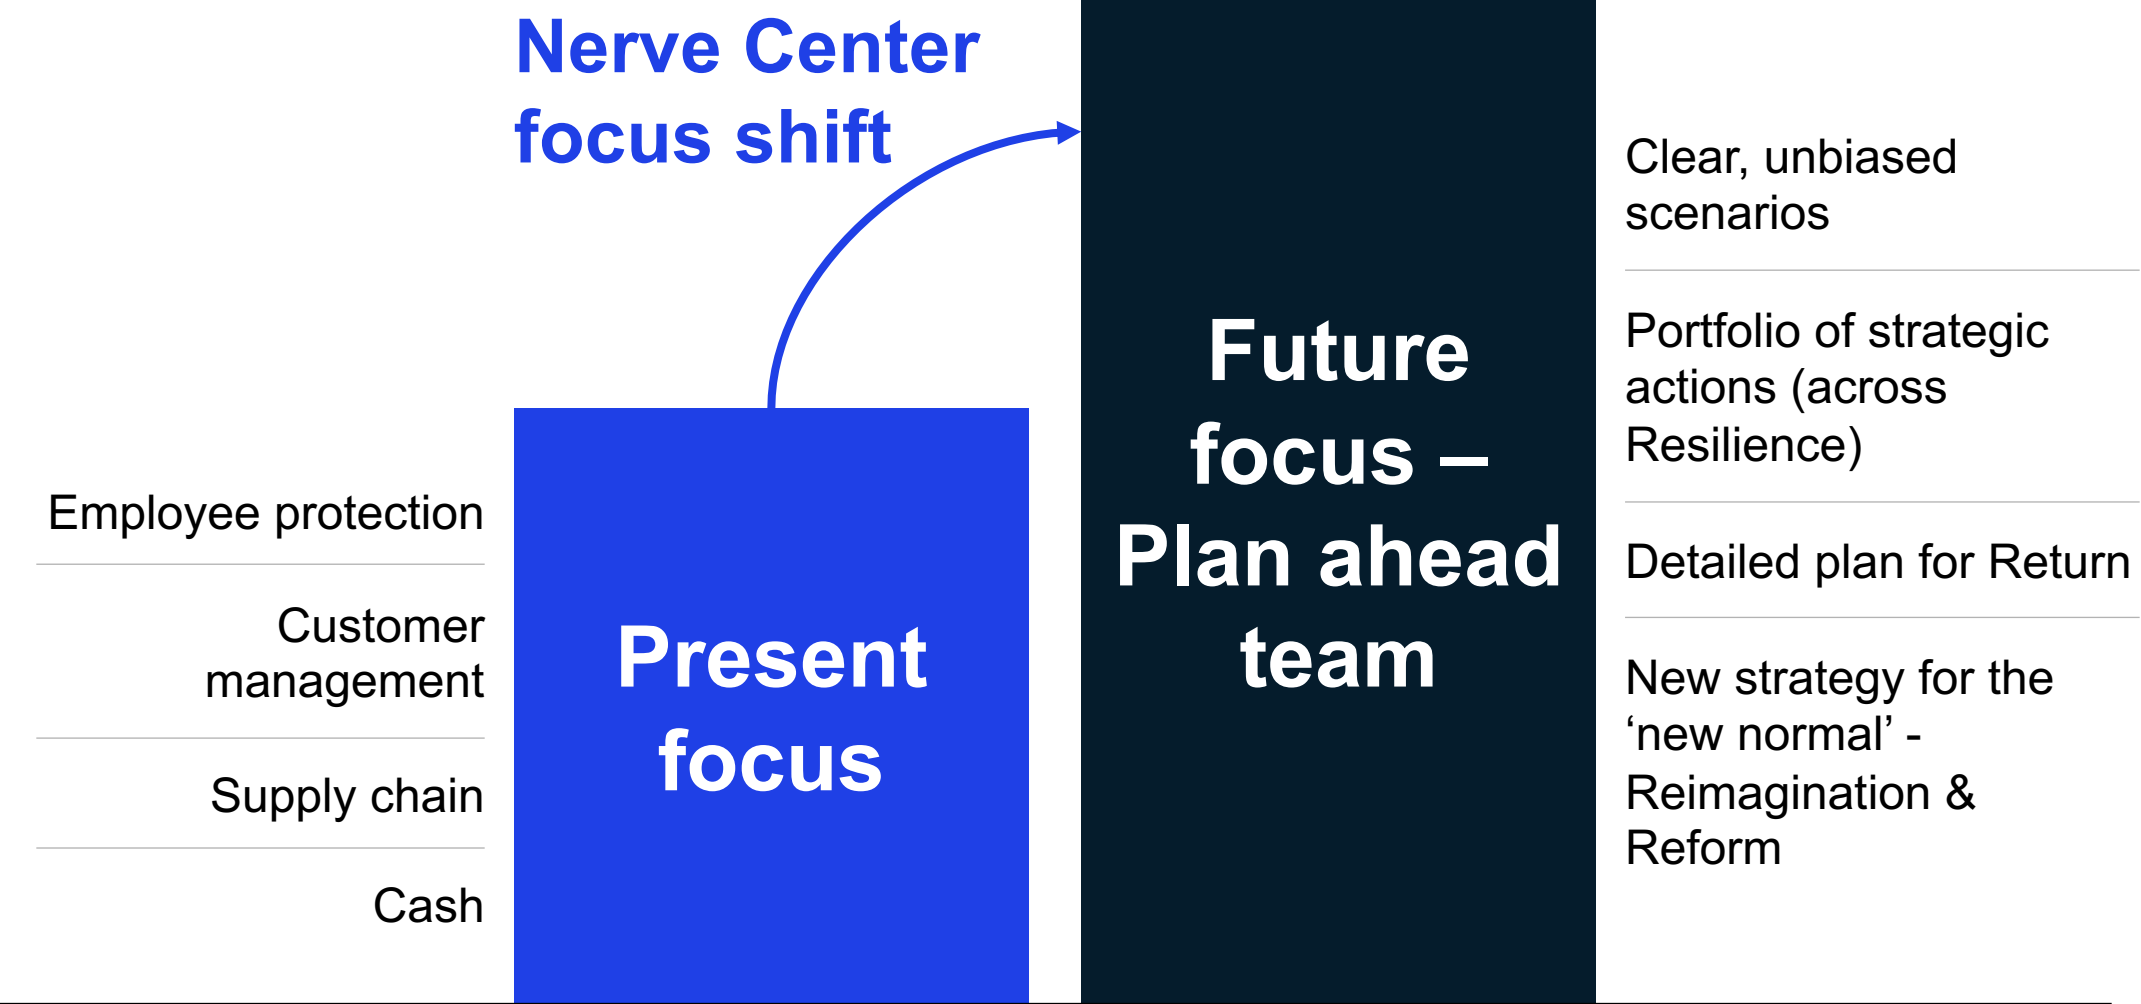 Nerve Center
focus shift
Employee protection
Customer
management
Supply chain
Cash
Present
focus
Future
focus –
Plan ahead
team
Clear, unbiased
scenarios
Portfolio of strategic
actions (across
Resilience)
Detailed plan for Return
New strategy for the
‘new normal’ -
Reimagination &
Reform